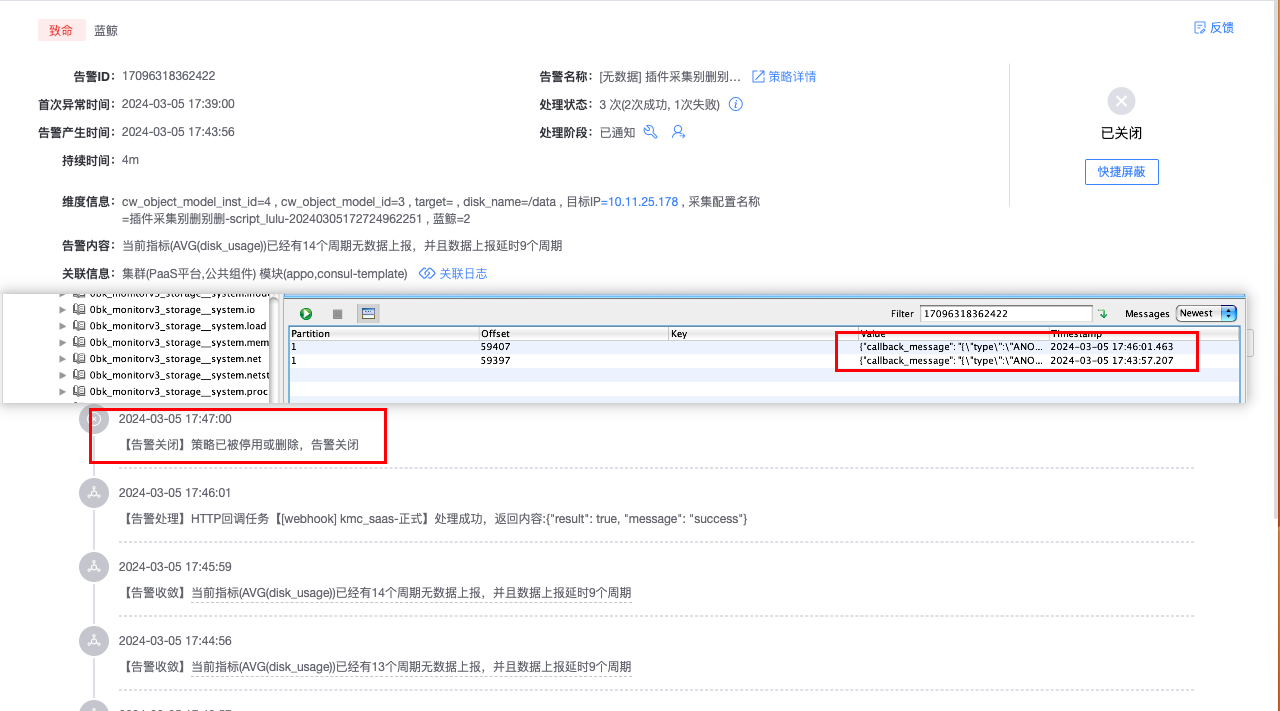 致命 蓝鲸 反馈
告警ID： 17096318362422 告警名称： [无数据] 插件采集别删别... 策略详情
首次异常时间： 2024-03-05 17:39:00 处理状态： 3 次(2次成功, 1次失败)
告警产生时间： 2024-03-05 17:43:56 处理阶段： 已通知
已关闭
持续时间： 4m
快捷屏蔽
维度信息： cw_object_model_inst_id=4 , cw_object_model_id=3 , target= , disk_name=/data , 目标IP=10.11.25.178 , 采集配置名称
=插件采集别删别删-script_lulu-20240305172724962251 , 蓝鲸=2
告警内容： 当前指标(AVG(disk_usage))已经有14个周期无数据上报，并且数据上报延时9个周期
关联信息： 集群(PaaS平台,公共组件) 模块(appo,consul-template) 关联日志
0bk_monitorv3_storage__system.io
0bk_monitorv3_storage__system.load
0bk_monitorv3_storage__system.mem
0bk_monitorv3_storage__system.net
0bk_monitorv3_storage__system.netst
0bk_monitorv3_storage__system.proc
Filter 17096318362422 Messages Newest
Partition Offset Key Value Timestamp
1 59407 {"callback_message": "{\"type\":\"ANO... 2024-03-05 17:46:01.463
1 59397 {"callback_message": "{\"type\":\"ANO... 2024-03-05 17:43:57.207
2024-03-05 17:47:00
【告警关闭】策略已被停用或删除，告警关闭
2024-03-05 17:46:01
【告警处理】HTTP回调任务【[webhook] kmc_saas-正式】处理成功，返回内容:{"result": true, "message": "success"}
2024-03-05 17:45:59
【告警收敛】当前指标(AVG(disk_usage))已经有14个周期无数据上报，并且数据上报延时9个周期
2024-03-05 17:44:56
【告警收敛】当前指标(AVG(disk_usage))已经有13个周期无数据上报，并且数据上报延时9个周期